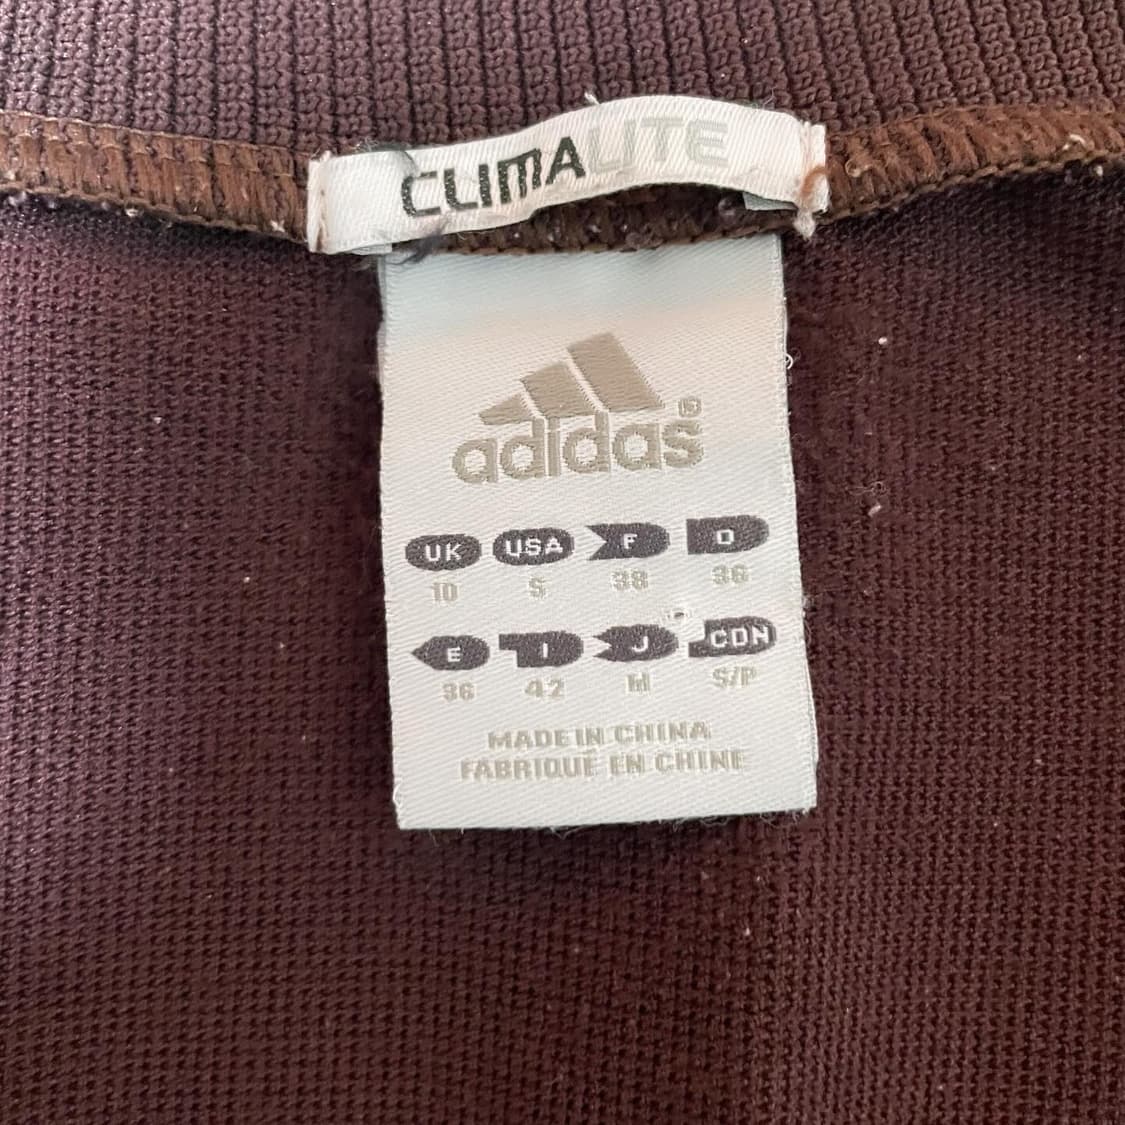 CLIMALITE
adidas®
UK USA F D
10 S 38 36
E I J CDN
36 42 M S/P
MADE IN CHINA
FABRIQUÉ EN CHINE